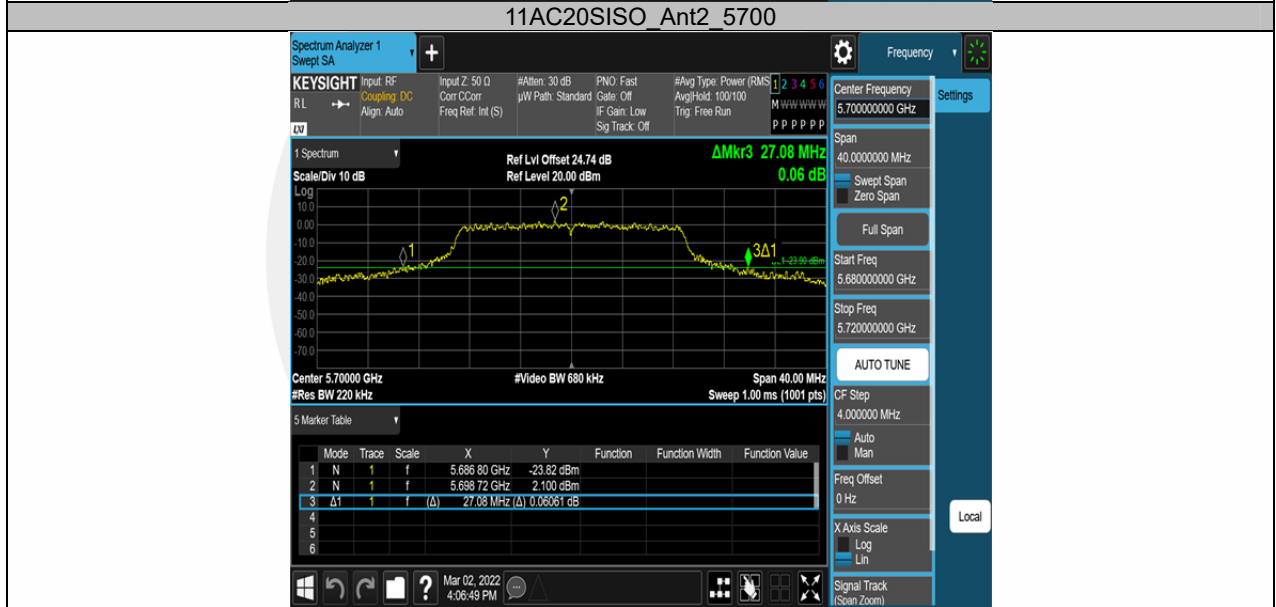 11AC20SISO_Ant2_5700
Spectrum Analyzer 1
Swept SA
+
Frequency
KEYSIGHT
RL
LXI
Input: RF
Coupling: DC
Align: Auto
Input Z: 50 Ω
Corr CCorr
Freq Ref: Int (S)
#Atten: 30 dB
µW Path: Standard
PNO: Fast
Gate: Off
IF Gain: Low
Sig Track: Off
#Avg Type: Power (RMS
Avg|Hold: 100/100
Trig: Free Run
1 2 3 4 5 6
M W W W W W
P P P P P P
Center Frequency
5.700000000 GHz
Settings
1 Spectrum
Scale/Div 10 dB
Ref Lvl Offset 24.74 dB
Ref Level 20.00 dBm
ΔMkr3 27.08 MHz
0.06 dB
Span
40.0000000 MHz
Swept Span
Zero Span
Full Span
Start Freq
5.680000000 GHz
Stop Freq
5.720000000 GHz
AUTO TUNE
CF Step
4.000000 MHz
Auto
Man
Freq Offset
0 Hz
X Axis Scale
Log
Lin
Signal Track
(Span Zoom)
Local
Log
10.0
0.00
-10.0
-20.0
-30.0
-40.0
-50.0
-60.0
-70.0
1
2
3Δ1
-23.90 dBm
Center 5.70000 GHz
#Res BW 220 kHz
#Video BW 680 kHz
Span 40.00 MHz
Sweep 1.00 ms (1001 pts)
5 Marker Table
Mode Trace Scale X Y Function Function Width Function Value
1 N 1 f 5.686 80 GHz -23.82 dBm
2 N 1 f 5.698 72 GHz 2.100 dBm
3 Δ1 1 f (Δ) 27.08 MHz (Δ) 0.06061 dB
4
5
6
?
Mar 02, 2022
4:06:49 PM